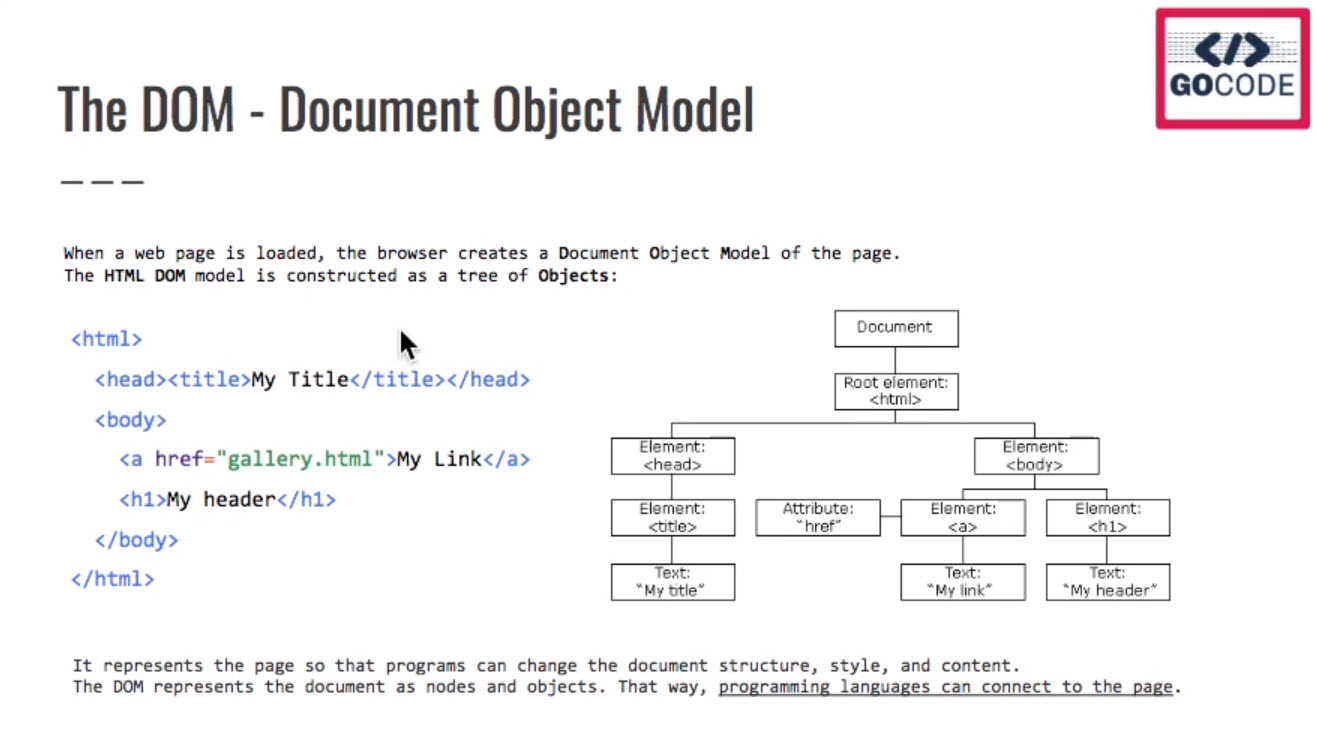 </>
GOCODE
The DOM - Document Object Model
When a web page is loaded, the browser creates a Document Object Model of the page.
The HTML DOM model is constructed as a tree of Objects:
<html>
<head><title>My Title</title></head>
<body>
<a href="gallery.html">My Link</a>
<h1>My header</h1>
</body>
</html>
Document
Root element:
<html>
Element:
<head>
Element:
<body>
Element:
<title>
Attribute:
"href"
Element:
<a>
Element:
<h1>
Text:
"My title"
Text:
"My link"
Text:
"My header"
It represents the page so that programs can change the document structure, style, and content.
The DOM represents the document as nodes and objects. That way, programming languages can connect to the page.